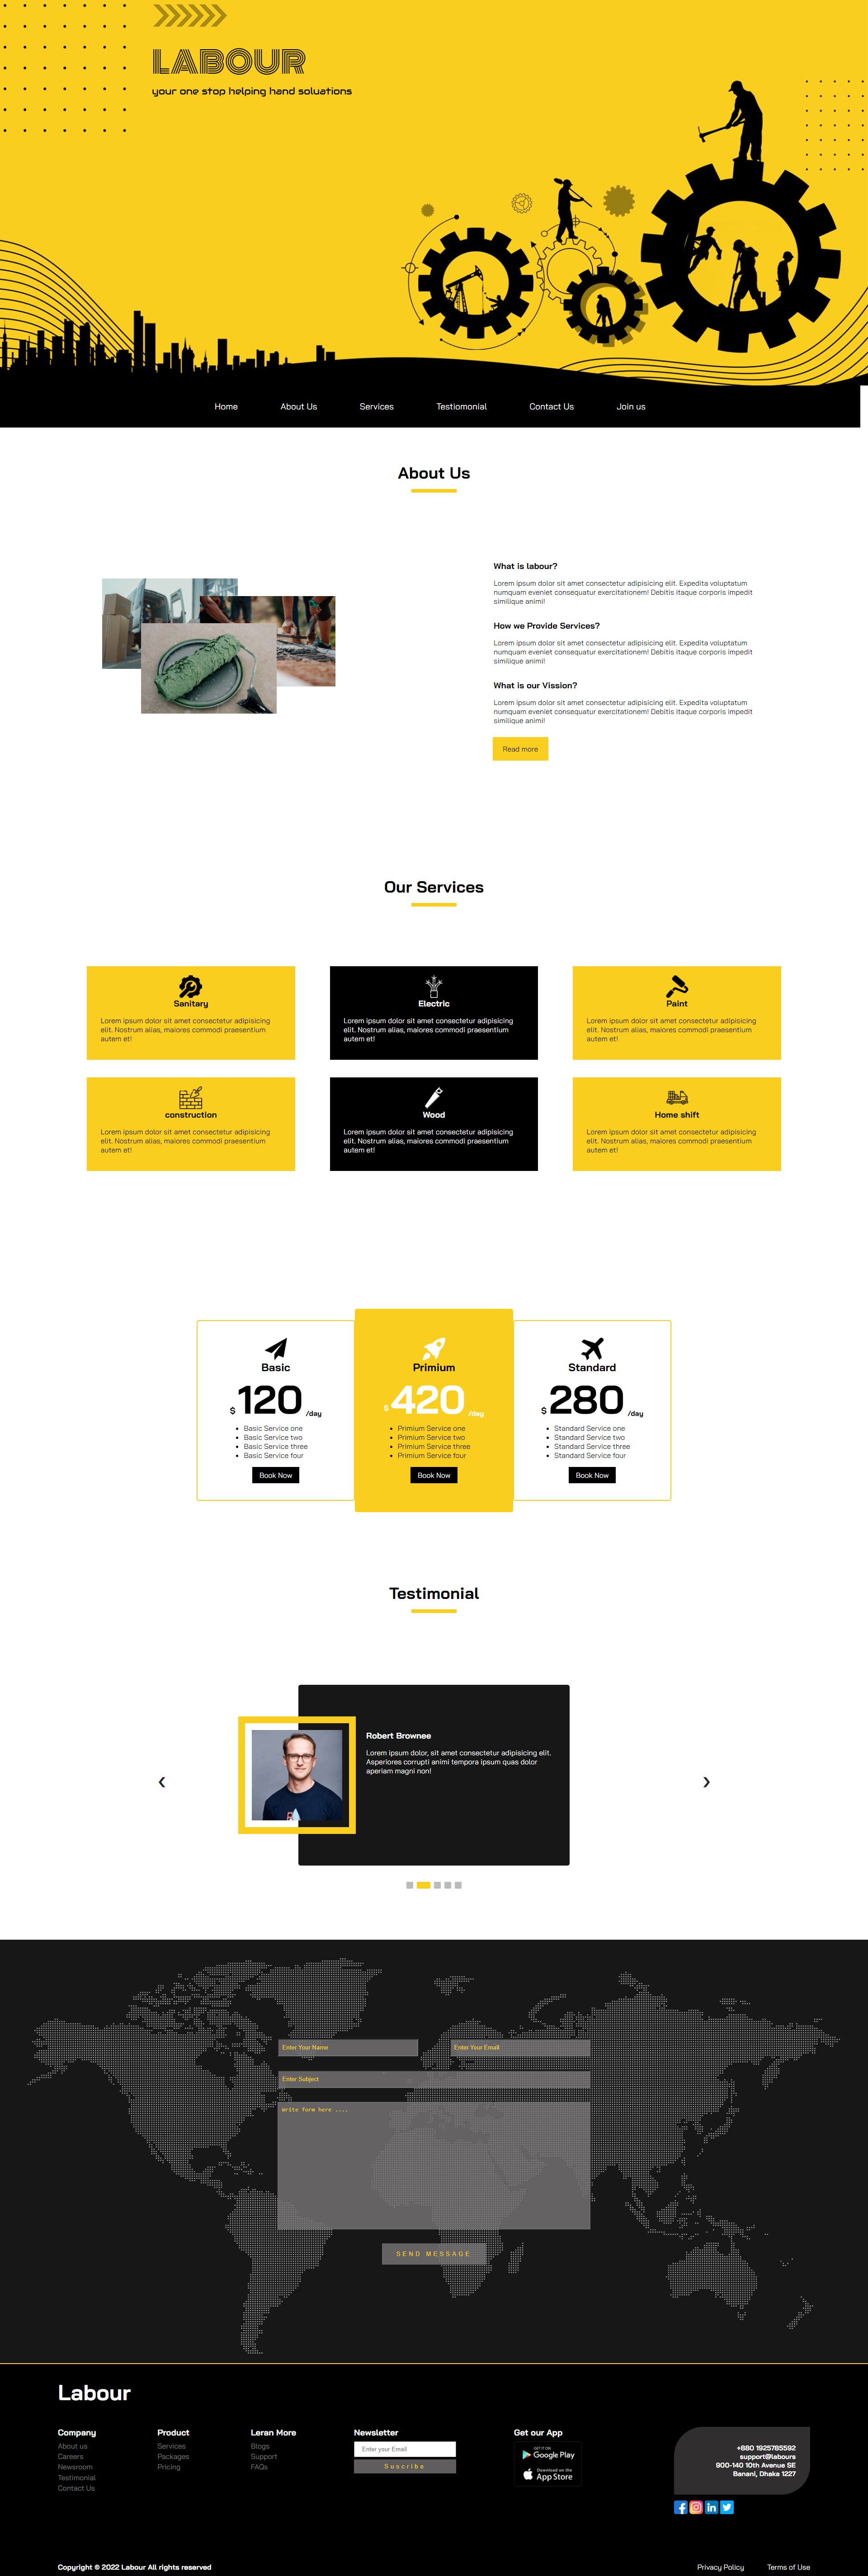 LABOUR
your one stop helping hand soluations
Home About Us Services Testiomonial Contact Us Join us
About Us
What is labour?
Lorem ipsum dolor sit amet consectetur adipisicing elit. Expedita voluptatum
numquam eveniet consequatur exercitationem! Debitis itaque corporis impedit
similique animi!
How we Provide Services?
Lorem ipsum dolor sit amet consectetur adipisicing elit. Expedita voluptatum
numquam eveniet consequatur exercitationem! Debitis itaque corporis impedit
similique animi!
What is our Vission?
Lorem ipsum dolor sit amet consectetur adipisicing elit. Expedita voluptatum
numquam eveniet consequatur exercitationem! Debitis itaque corporis impedit
similique animi!
Read more
Our Services
Sanitary
Lorem ipsum dolor sit amet consectetur adipisicing
elit. Nostrum alias, maiores commodi praesentium
autem et!
Electric
Lorem ipsum dolor sit amet consectetur adipisicing
elit. Nostrum alias, maiores commodi praesentium
autem et!
Paint
Lorem ipsum dolor sit amet consectetur adipisicing
elit. Nostrum alias, maiores commodi praesentium
autem et!
construction
Lorem ipsum dolor sit amet consectetur adipisicing
elit. Nostrum alias, maiores commodi praesentium
autem et!
Wood
Lorem ipsum dolor sit amet consectetur adipisicing
elit. Nostrum alias, maiores commodi praesentium
autem et!
Home shift
Lorem ipsum dolor sit amet consectetur adipisicing
elit. Nostrum alias, maiores commodi praesentium
autem et!
Basic
$120 /day
• Basic Service one
• Basic Service two
• Basic Service three
• Basic Service four
Book Now
Primium
$420 /day
• Primium Service one
• Primium Service two
• Primium Service three
• Primium Service four
Book Now
Standard
$280 /day
• Standard Service one
• Standard Service two
• Standard Service three
• Standard Service four
Book Now
Testimonial
Robert Brownee
Lorem ipsum dolor, sit amet consectetur adipisicing elit.
Asperiores corrupti animi tempora ipsum quas dolor
aperiam magni non!
Enter Your Name
Enter Your Email
Enter Subject
Write form here ....
SEND MESSAGE
Labour
Company
About us
Careers
Newsroom
Testimonial
Contact Us
Product
Services
Packages
Pricing
Leran More
Blogs
Support
FAQs
Newsletter
Enter your Email
Suscribe
Get our App
GET IT ON
Google Play
Download on the
App Store
+880 1925785592
support@labours
900-140 10th Avenue SE
Banani, Dhaka 1227
Copyright © 2022 Labour All rights reserved
Privacy Policy Terms of Use